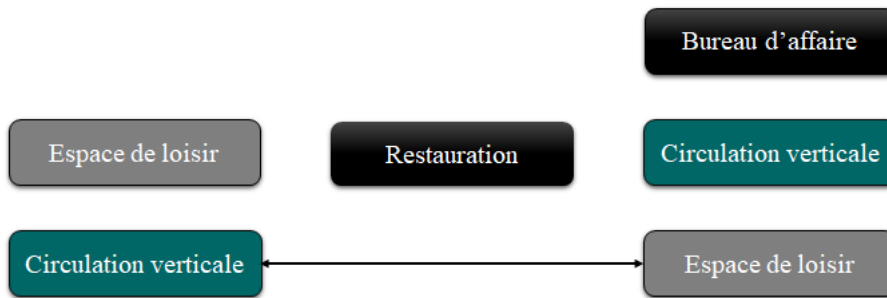 Bureau d’affaire
Espace de loisir
Restauration
Circulation verticale
Circulation verticale
Espace de loisir